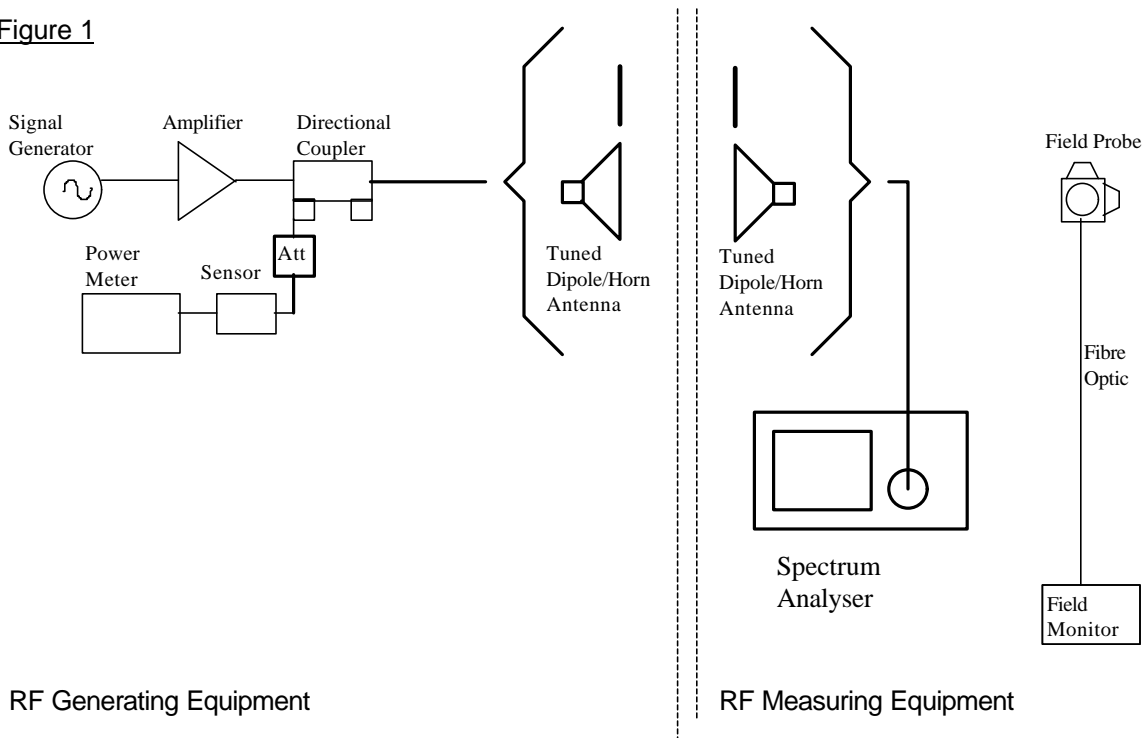 Figure 1
Signal
Generator
Amplifier
Directional
Coupler
Power
Meter
Sensor
Att
Tuned
Dipole/Horn
Antenna
Tuned
Dipole/Horn
Antenna
Field Probe
Fibre
Optic
Spectrum
Analyser
Field
Monitor
RF Generating Equipment
RF Measuring Equipment